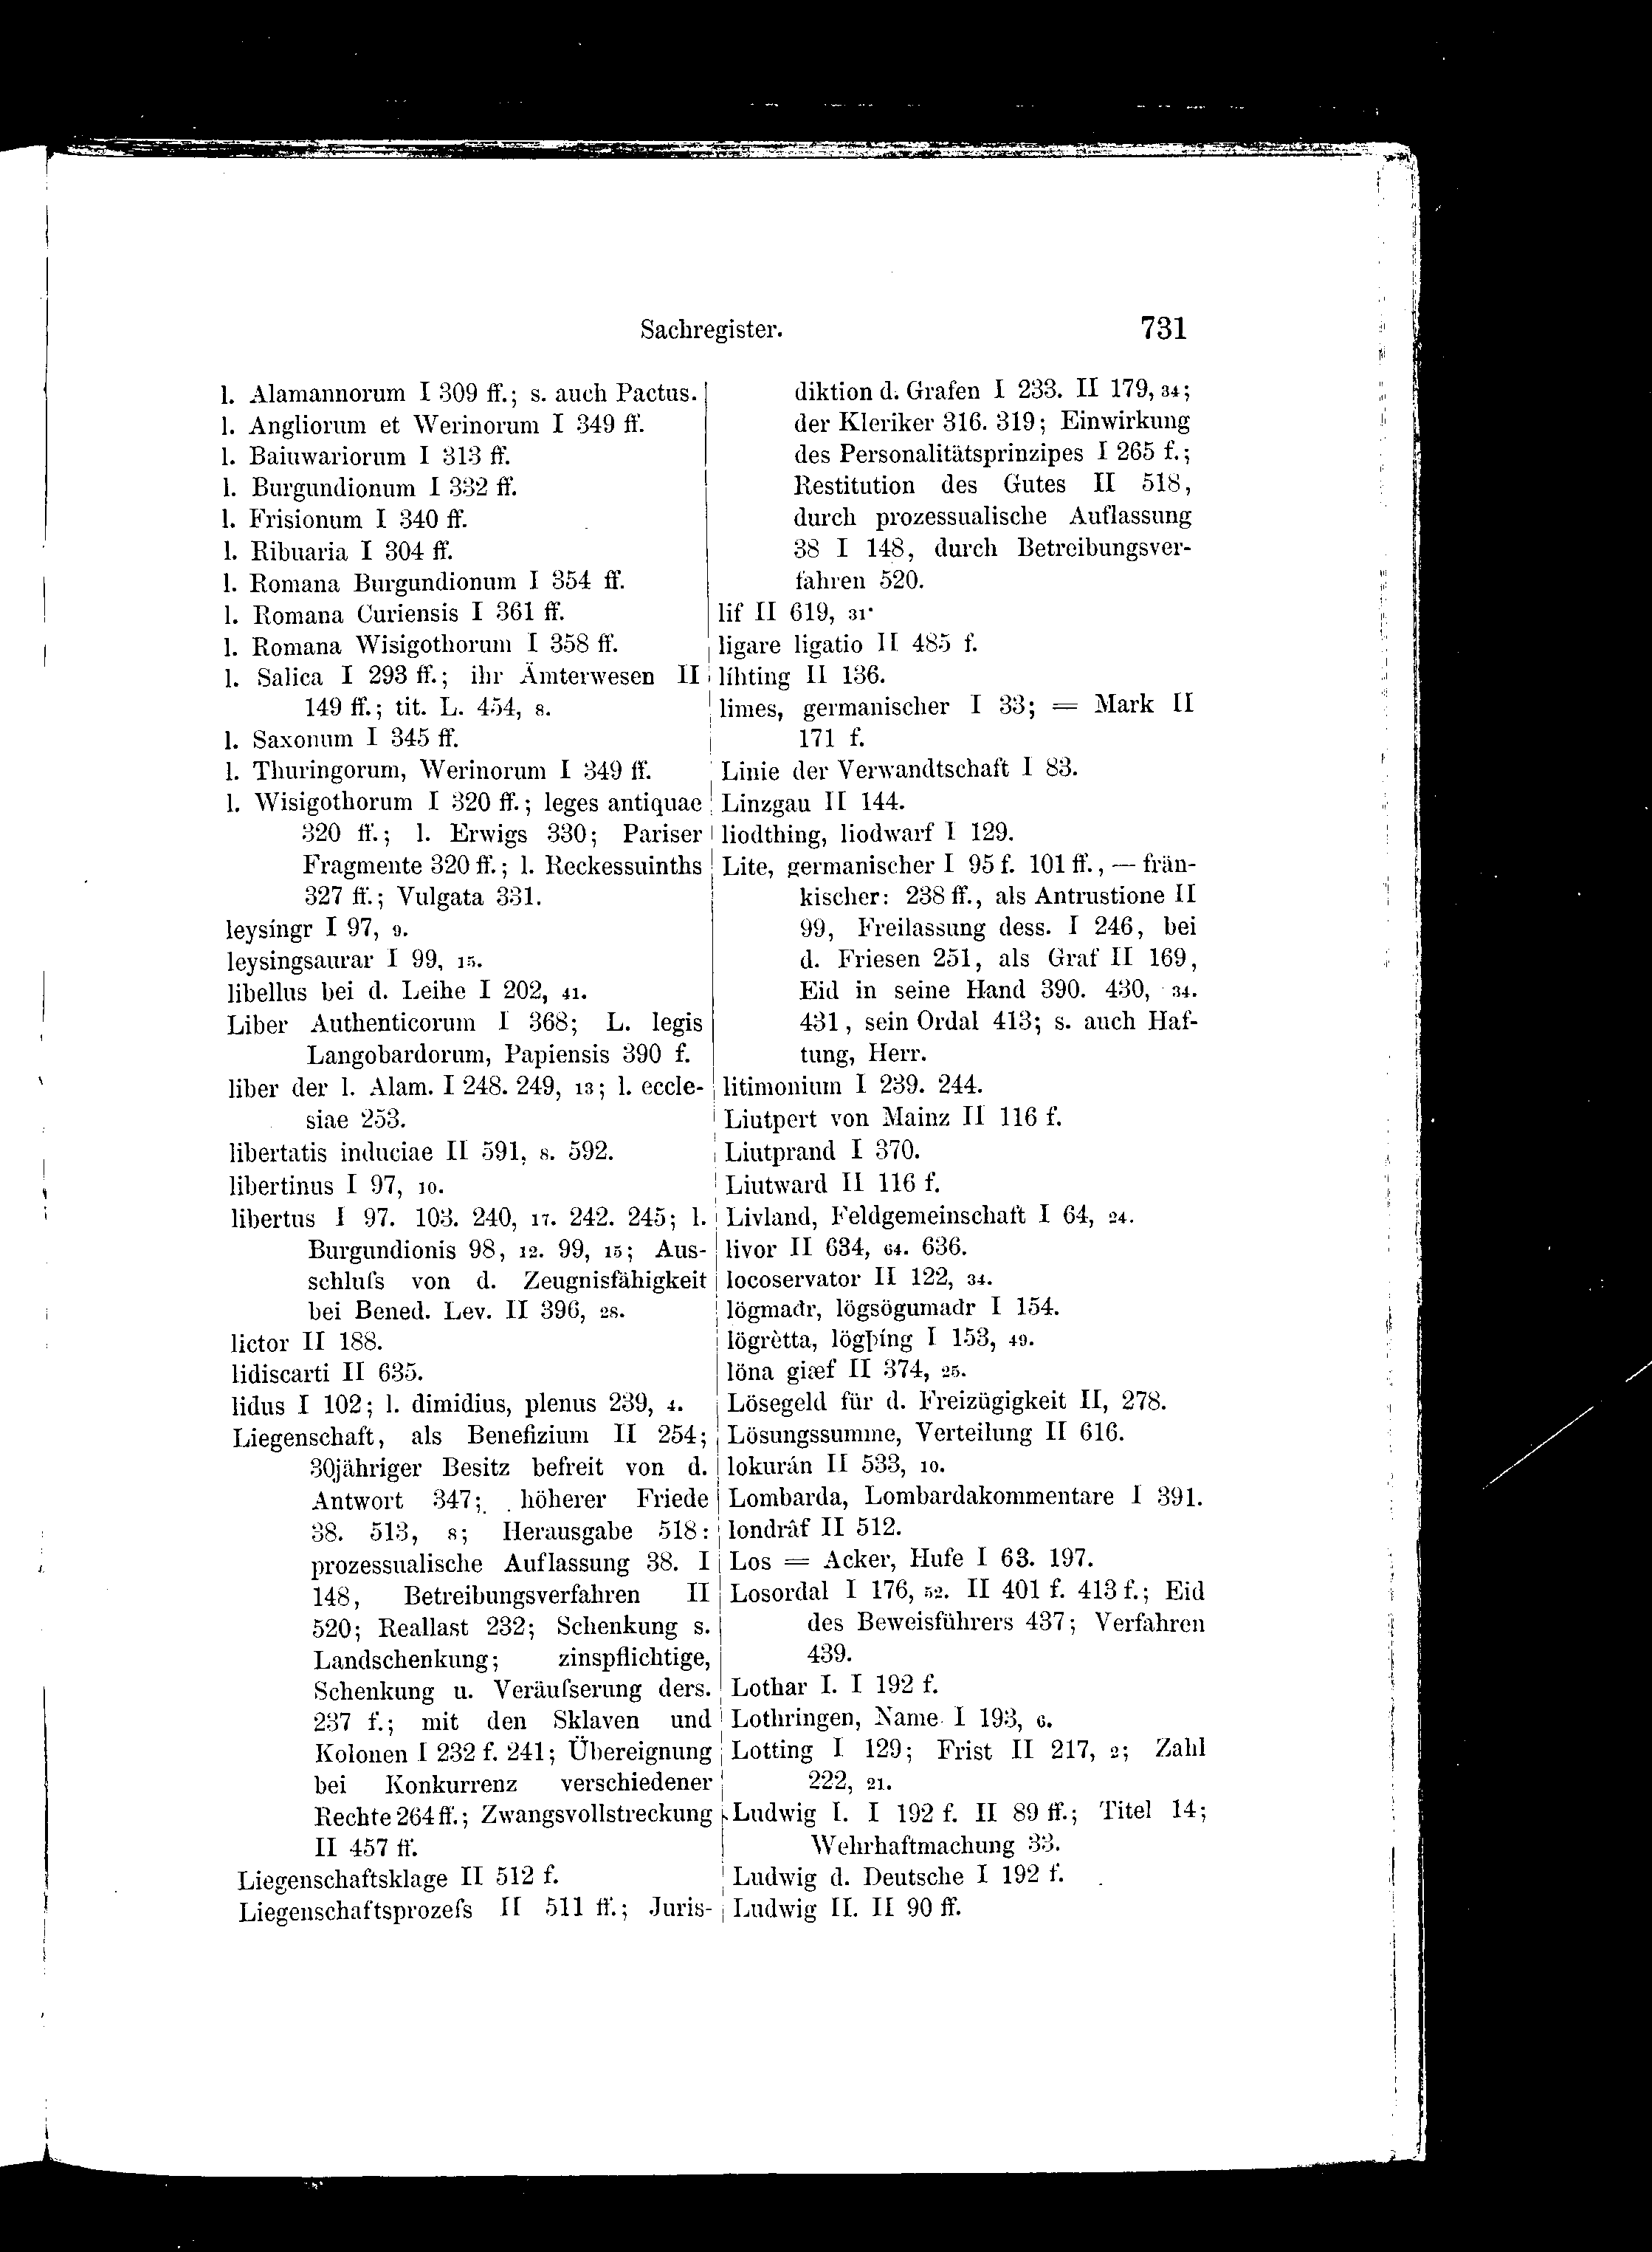 Sachregister. 731
l. Alamannorum I 309 ff.; s. auch Pactus.
l. Angliorum et Werinorum I 349 ff.
l. Baiuwariorum I 313 ff.
l. Burgundionum I 332 ff.
l. Frisionum I 340 ff.
l. Ribuaria I 304 ff.
l. Romana Burgundionum I 354 ff.
l. Romana Curiensis I 361 ff.
l. Romana Wisigothorum I 358 ff.
l. Salica I 293 ff.; ihr Ämterwesen II
149 ff.; tit. L. 454, 8.
l. Saxonum I 345 ff.
l. Thuringorum, Werinorum I 349 ff.
l. Wisigothorum I 320 ff.; leges antiquae
320 ff.; l. Erwigs 330; Pariser
Fragmente 320 ff.; l. Reckessuinths
327 ff.; Vulgata 331.
leysingr I 97, 9.
leysingsaurar I 99, 15.
libellus bei d. Leihe I 202, 41.
Liber Authenticorum I 368; L. legis
Langobardorum, Papiensis 390 f.
liber der l. Alam. I 248. 249, 13; l. eccle-
siae 253.
libertatis induciae II 591, 8. 592.
libertinus I 97, 10.
libertus I 97. 103. 240, 17. 242. 245; l.
Burgundionis 98, 12. 99, 15; Aus-
schluſs von d. Zeugnisfähigkeit
bei Bened. Lev. II 396, 28.
lictor II 188.
lidiscarti II 635.
lidus I 102; l. dimidius, plenus 239, 4.
Liegenschaft, als Benefizium II 254;
30jähriger Besitz befreit von d.
Antwort 347; höherer Friede
38. 513, 8; Herausgabe 518:
prozessualische Auflassung 38. I
148, Betreibungsverfahren II
520; Reallast 232; Schenkung s.
Landschenkung; zinspflichtige,
Schenkung u. Veräuſserung ders.
237 f.; mit den Sklaven und
Kolonen I 232 f. 241; Übereignung
bei Konkurrenz verschiedener
Rechte 264 ff.; Zwangsvollstreckung
II 457 ff.
Liegenschaftsklage II 512 f.
Liegenschaftsprozeſs II 511 ff.; Juris-
diktion d. Grafen I 233. II 179, 34;
der Kleriker 316. 319; Einwirkung
des Personalitätsprinzipes I 265 f.;
Restitution des Gutes II 518,
durch prozessualische Auflassung
38 I 148, durch Betreibungsver-
fahren 520.
lif II 619, 31.
ligare ligatio II 485 f.
líhting II 136.
limes, germanischer I 33; = Mark II
171 f.
Linie der Verwandtschaft I 83.
Linzgau II 144.
liodthing, liodwarf I 129.
Lite, germanischer I 95 f. 101 ff., — frän-
kischer: 238 ff., als Antrustione II
99, Freilassung dess. I 246, bei
d. Friesen 251, als Graf II 169,
Eid in seine Hand 390. 430, 34.
431, sein Ordal 413; s. auch Haf-
tung, Herr.
litimonium I 239. 244.
Liutpert von Mainz II 116 f.
Liutprand I 370.
Liutward II 116 f.
Livland, Feldgemeinschaft I 64, 24.
livor II 634, 64. 636.
locoservator II 122, 34.
lögmadr, lögsögumadr I 154.
lögrètta, lögþíng I 153, 49.
löna giæf II 374, 25.
Lösegeld für d. Freizügigkeit II, 278.
Lösungssumme, Verteilung II 616.
lokurán II 533, 10.
Lombarda, Lombardakommentare I 391.
londrâf II 512.
Los = Acker, Hufe I 63. 197.
Losordal I 176, 52. II 401 f. 413 f.; Eid
des Beweisführers 437; Verfahren
439.
Lothar I. I 192 f.
Lothringen, Name I 193, 6.
Lotting I 129; Frist II 217, 2; Zahl
222, 21.
Ludwig I. I 192 f. II 89 ff.; Titel 14;
Wehrhaftmachung 33.
Ludwig d. Deutsche I 192 f.
Ludwig II. II 90 ff.